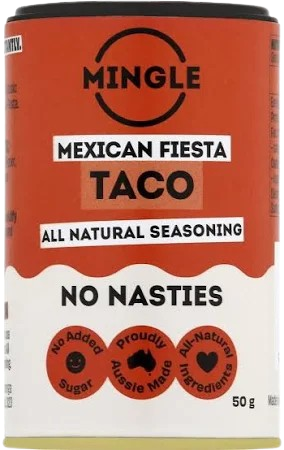 MINGLE
MEXICAN FIESTA
TACO
ALL NATURAL SEASONING
NO NASTIES
No Added
Sugar
Proudly
Aussie Made
All-Natural
Ingredients
50 g